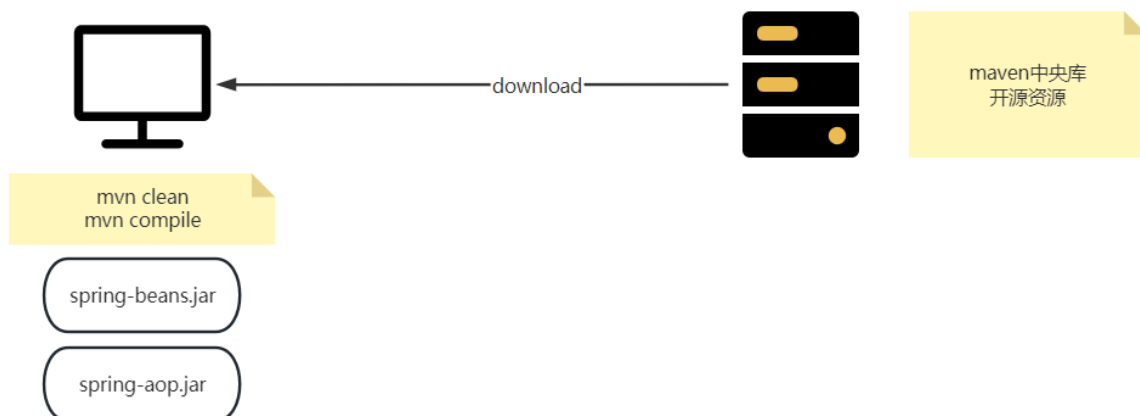 download
maven中央库
开源资源
mvn clean
mvn compile
spring-beans.jar
spring-aop.jar